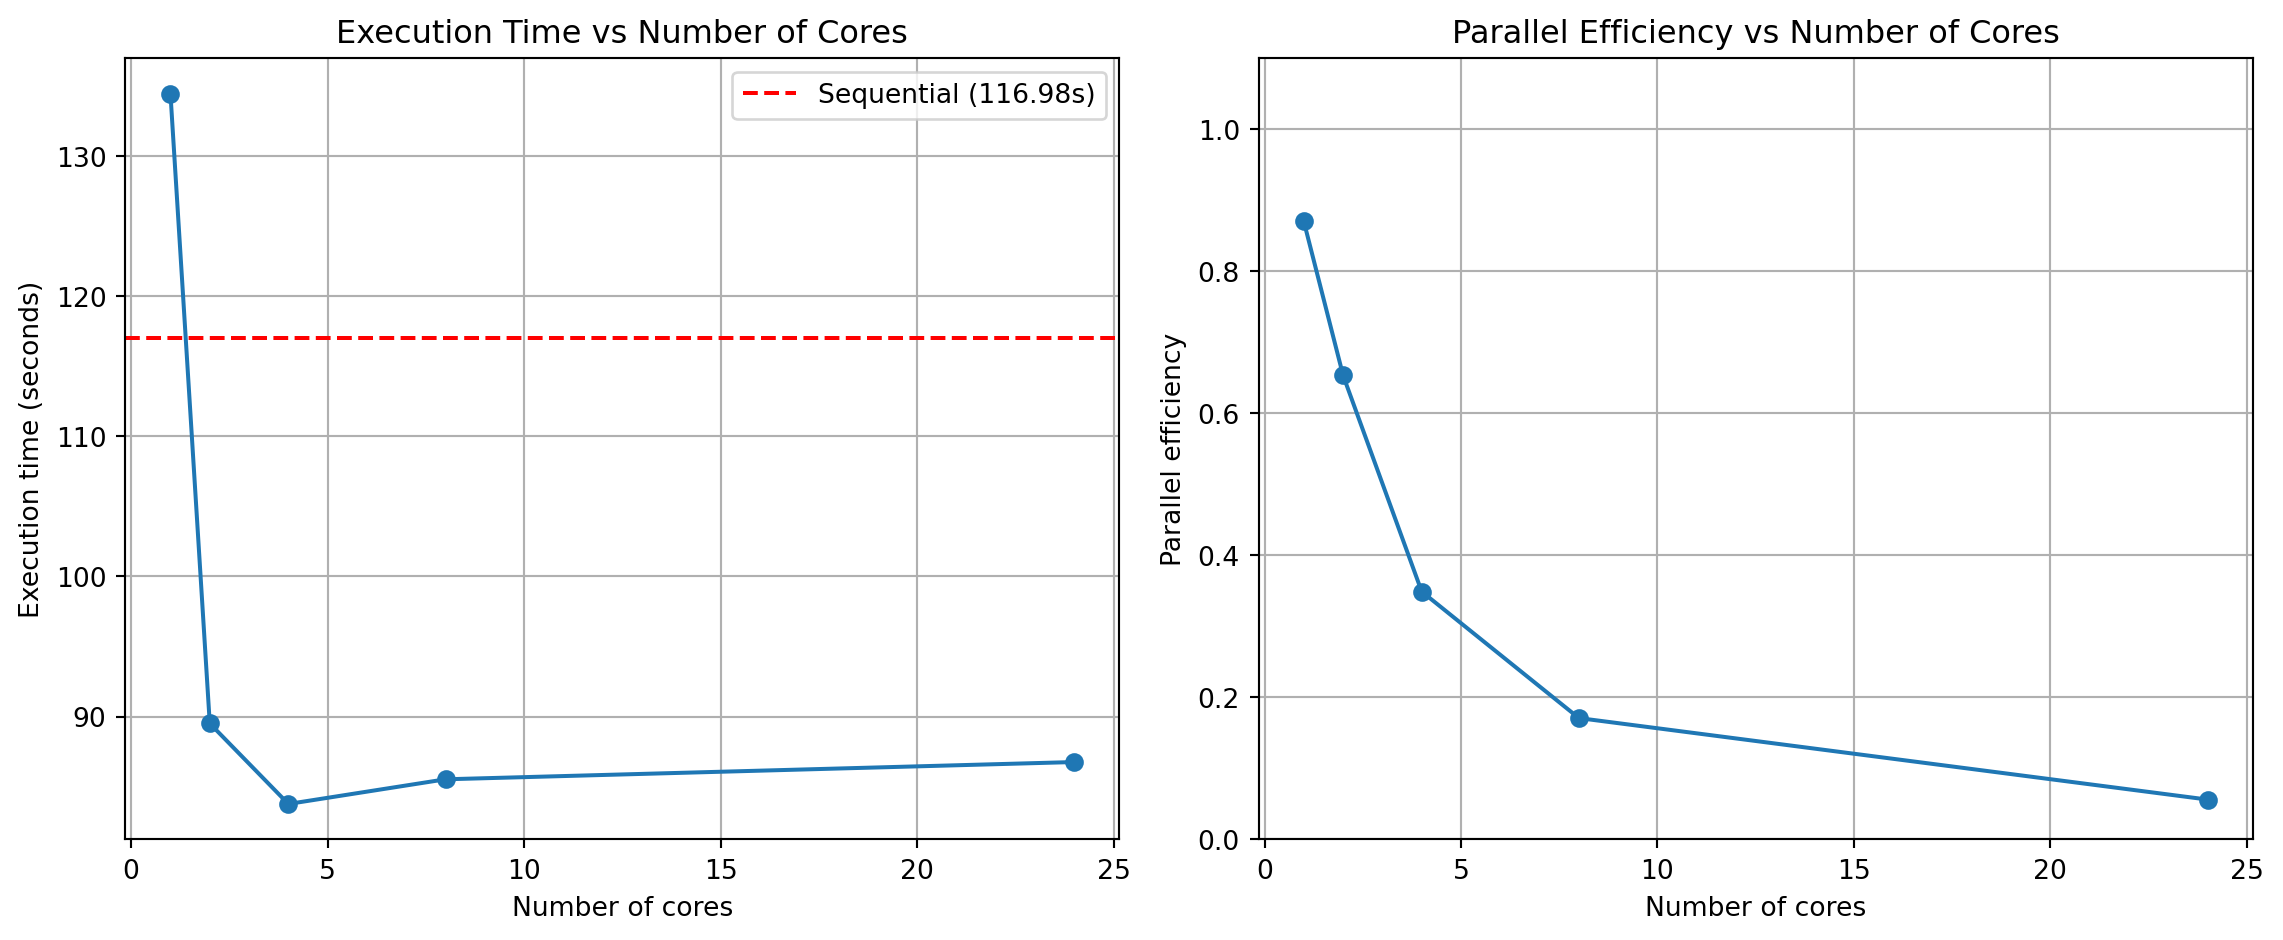 Execution Time vs Number of Cores
Sequential (116.98s)
Execution time (seconds)
130
120
110
100
90
0 5 10 15 20 25
Number of cores
Parallel Efficiency vs Number of Cores
Parallel efficiency
1.0
0.8
0.6
0.4
0.2
0.0
0 5 10 15 20 25
Number of cores